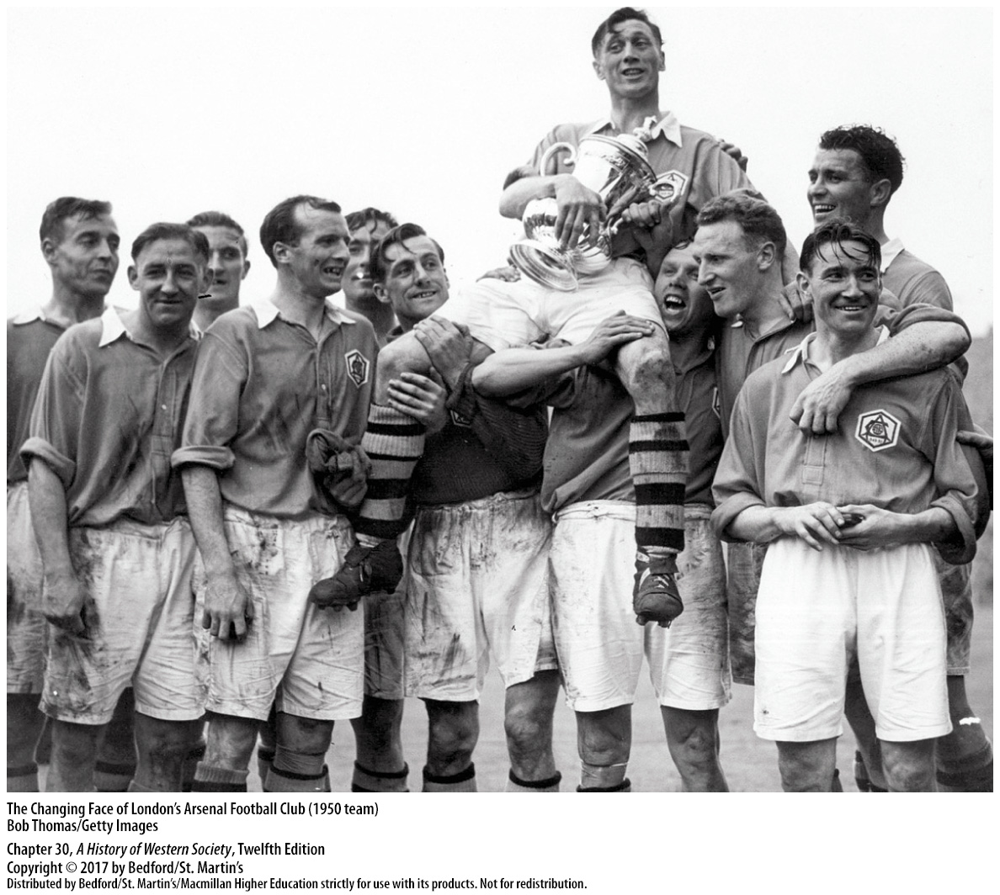 The Changing Face of London's Arsenal Football Club (1950 team)
Bob Thomas/Getty Images
Chapter 30, A History of Western Society, Twelfth Edition
Copyright © 2017 by Bedford/St. Martin's
Distributed by Bedford/St. Martin's/Macmillan Higher Education strictly for use with its products. Not for redistribution.